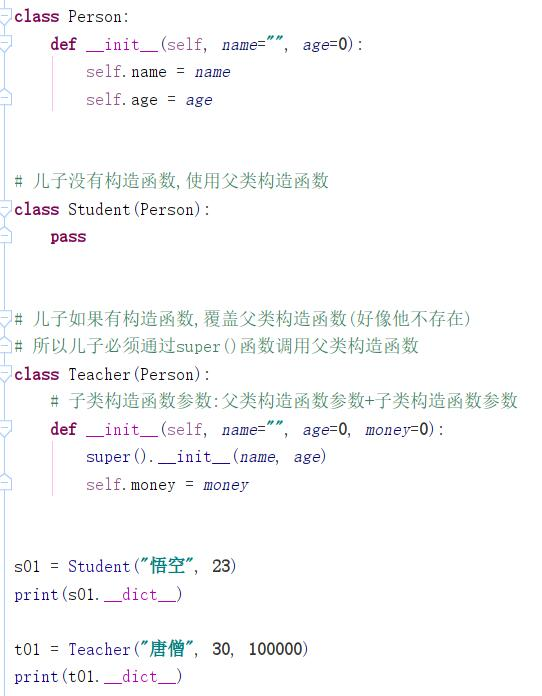 class Person:
    def __init__(self, name="", age=0):
        self.name = name
        self.age = age
# 儿子没有构造函数,使用父类构造函数
class Student(Person):
    pass
# 儿子如果有构造函数,覆盖父类构造函数(好像他不存在)
# 所以儿子必须通过super()函数调用父类构造函数
class Teacher(Person):
    # 子类构造函数参数:父类构造函数参数+子类构造函数参数
    def __init__(self, name="", age=0, money=0):
        super().__init__(name, age)
        self.money = money
s01 = Student("悟空", 23)
print(s01.__dict__)
t01 = Teacher("唐僧", 30, 100000)
print(t01.__dict__)